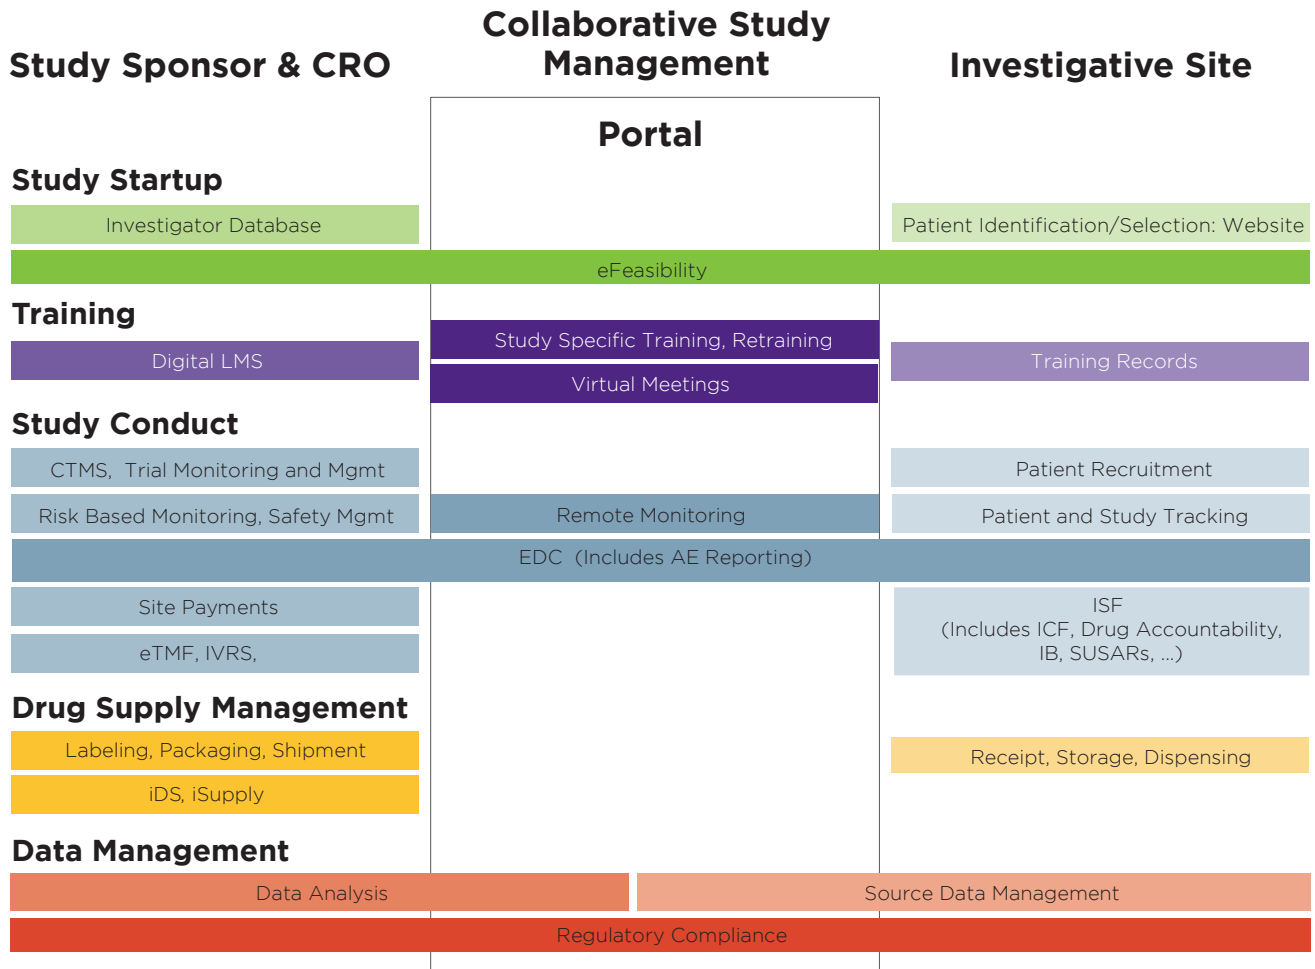 Study Sponsor & CRO
Collaborative Study
Management
Investigative Site
Portal
Study Startup
Investigator Database
Patient Identification/Selection: Website
eFeasibility
Training
Study Specific Training, Retraining
Digital LMS
Training Records
Virtual Meetings
Study Conduct
CTMS,  Trial Monitoring and Mgmt
Patient Recruitment
Risk Based Monitoring, Safety Mgmt
Remote Monitoring
Patient and Study Tracking
EDC  (Includes AE Reporting)
Site Payments
eTMF, IVRS,
ISF
(Includes ICF, Drug Accountability,
IB, SUSARs, ...)
Drug Supply Management
Labeling, Packaging, Shipment
Receipt, Storage, Dispensing
iDS, iSupply
Data Management
Data Analysis
Source Data Management
Regulatory Compliance